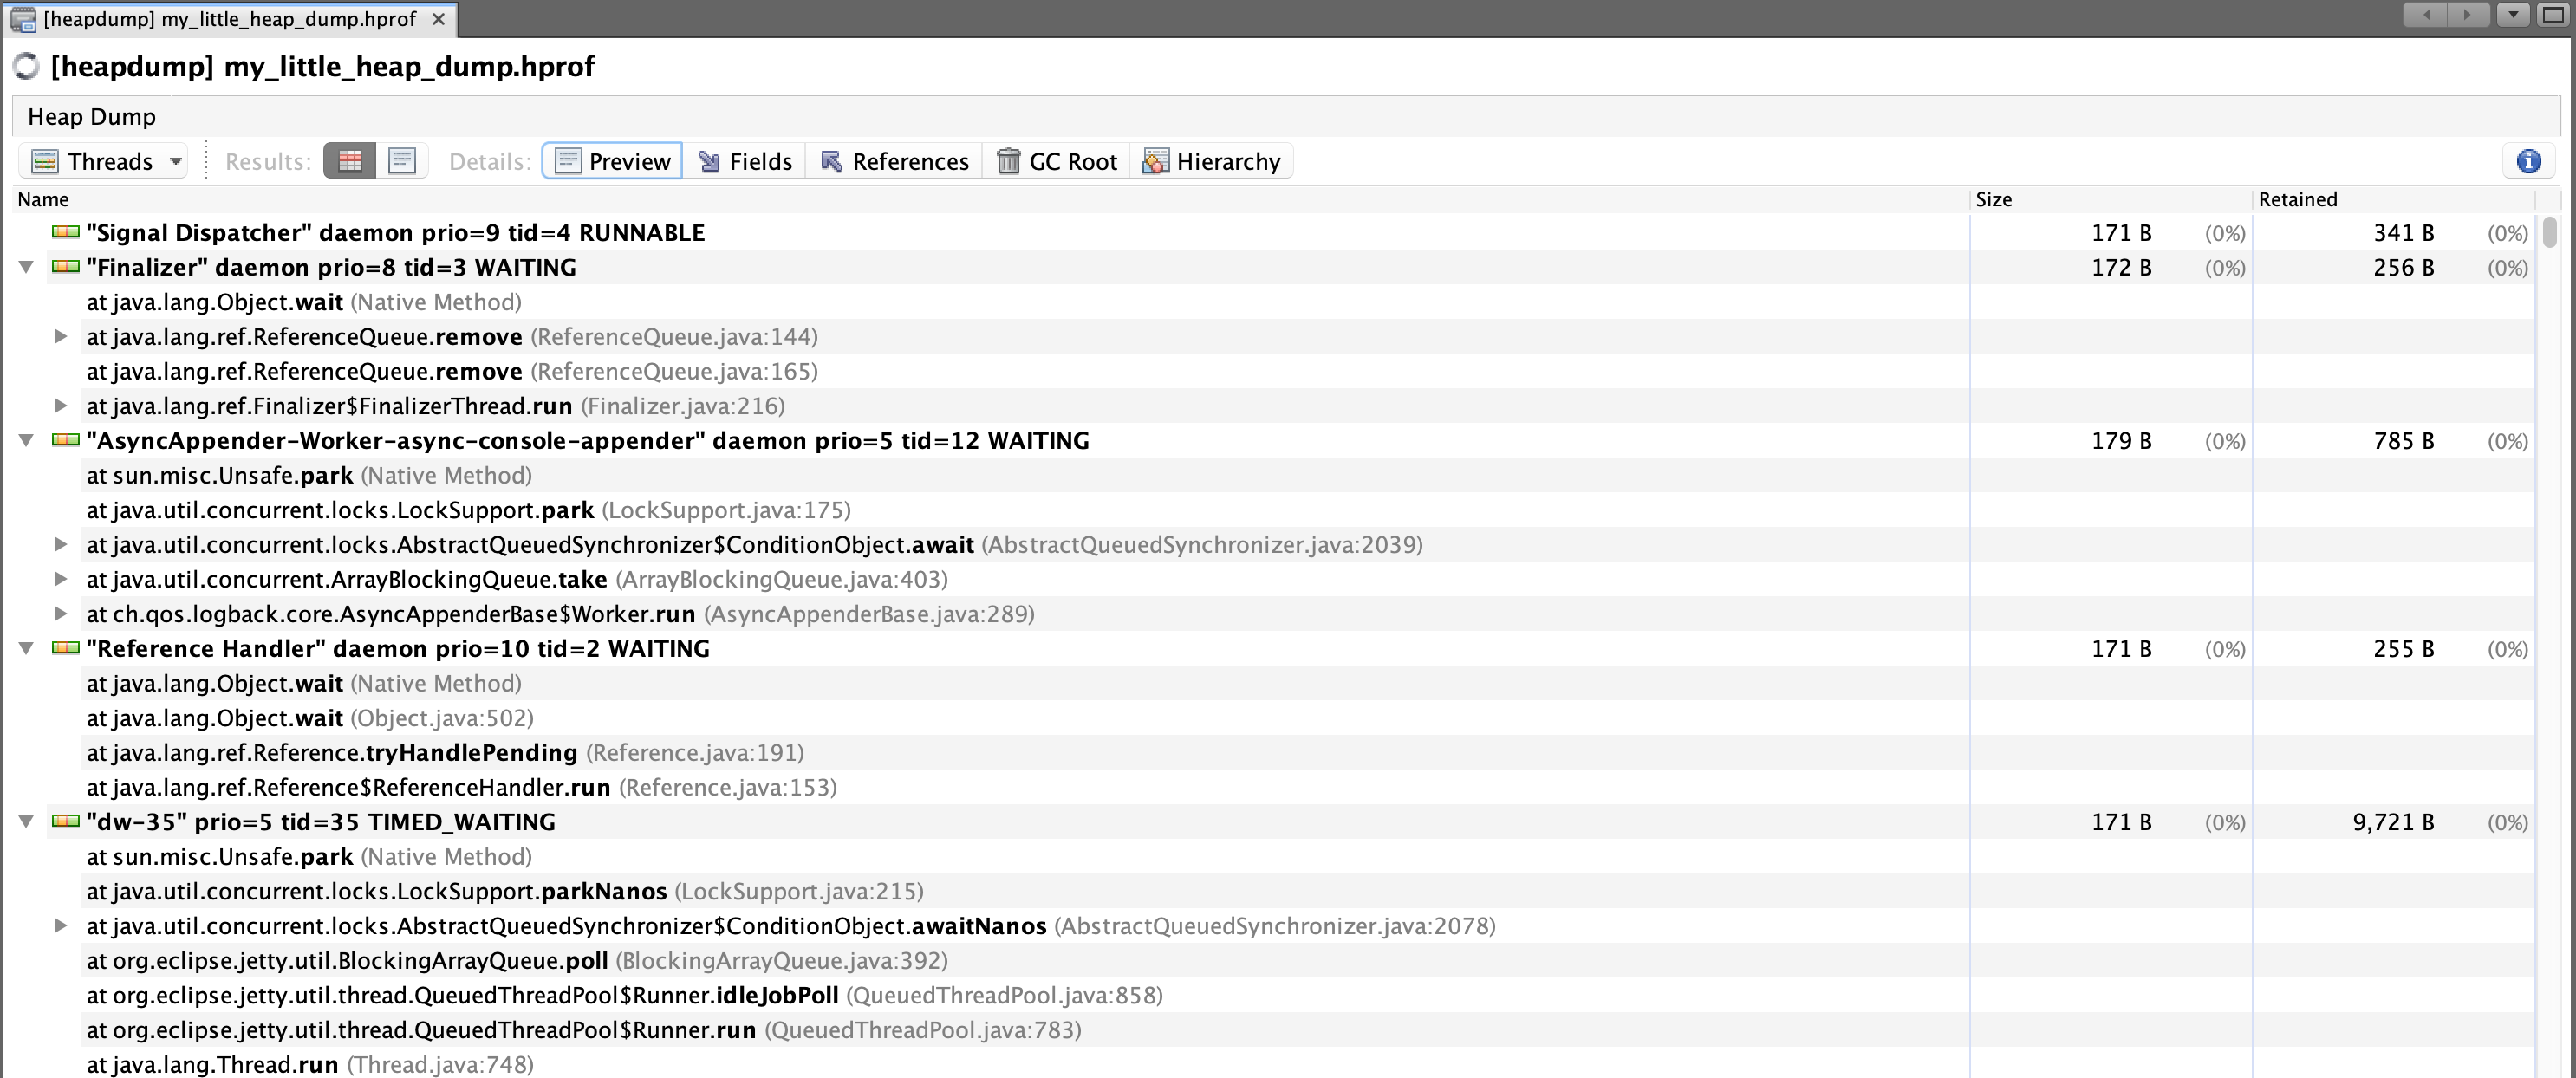 [heapdump] my_little_heap_dump.hprof
[heapdump] my_little_heap_dump.hprof
Heap Dump
Threads Results: Details: Preview Fields References GC Root Hierarchy
Name Size Retained
"Signal Dispatcher" daemon prio=9 tid=4 RUNNABLE 171 B (0%) 341 B (0%)
"Finalizer" daemon prio=8 tid=3 WAITING 172 B (0%) 256 B (0%)
at java.lang.Object.wait (Native Method)
at java.lang.ref.ReferenceQueue.remove (ReferenceQueue.java:144)
at java.lang.ref.ReferenceQueue.remove (ReferenceQueue.java:165)
at java.lang.ref.Finalizer$FinalizerThread.run (Finalizer.java:216)
"AsyncAppender-Worker-async-console-appender" daemon prio=5 tid=12 WAITING 179 B (0%) 785 B (0%)
at sun.misc.Unsafe.park (Native Method)
at java.util.concurrent.locks.LockSupport.park (LockSupport.java:175)
at java.util.concurrent.locks.AbstractQueuedSynchronizer$ConditionObject.await (AbstractQueuedSynchronizer.java:2039)
at java.util.concurrent.ArrayBlockingQueue.take (ArrayBlockingQueue.java:403)
at ch.qos.logback.core.AsyncAppenderBase$Worker.run (AsyncAppenderBase.java:289)
"Reference Handler" daemon prio=10 tid=2 WAITING 171 B (0%) 255 B (0%)
at java.lang.Object.wait (Native Method)
at java.lang.Object.wait (Object.java:502)
at java.lang.ref.Reference.tryHandlePending (Reference.java:191)
at java.lang.ref.Reference$ReferenceHandler.run (Reference.java:153)
"dw-35" prio=5 tid=35 TIMED_WAITING 171 B (0%) 9,721 B (0%)
at sun.misc.Unsafe.park (Native Method)
at java.util.concurrent.locks.LockSupport.parkNanos (LockSupport.java:215)
at java.util.concurrent.locks.AbstractQueuedSynchronizer$ConditionObject.awaitNanos (AbstractQueuedSynchronizer.java:2078)
at org.eclipse.jetty.util.BlockingArrayQueue.poll (BlockingArrayQueue.java:392)
at org.eclipse.jetty.util.thread.QueuedThreadPool$Runner.idleJobPoll (QueuedThreadPool.java:858)
at org.eclipse.jetty.util.thread.QueuedThreadPool$Runner.run (QueuedThreadPool.java:783)
at java.lang.Thread.run (Thread.java:748)